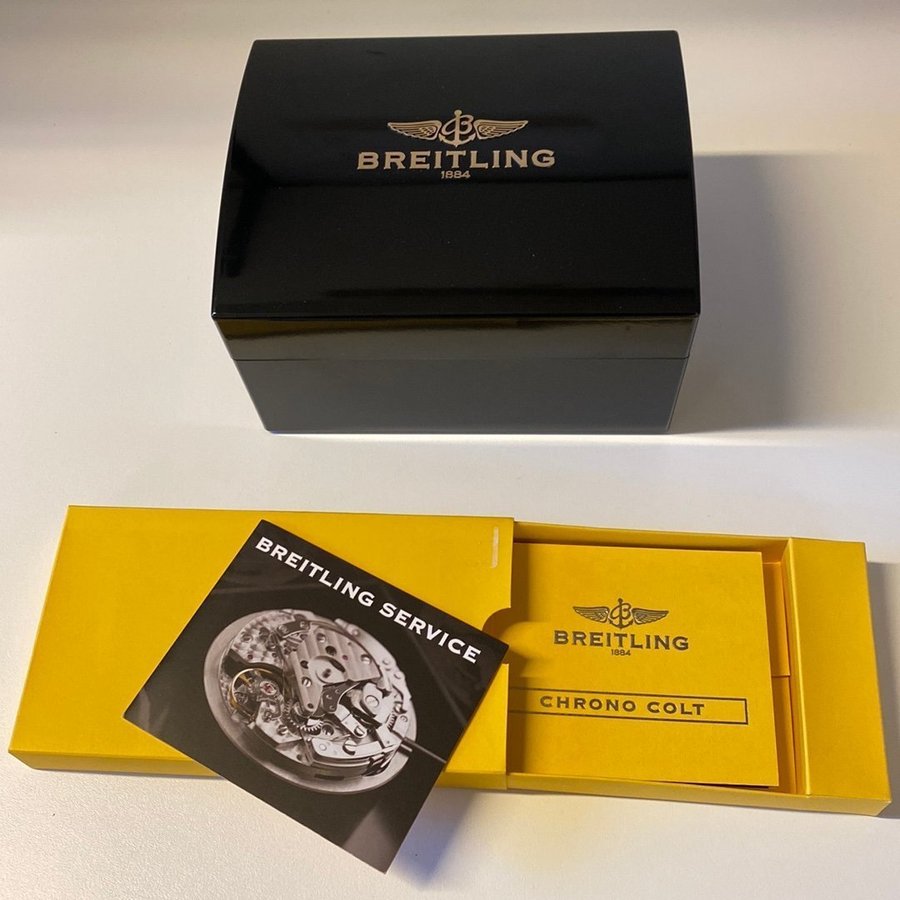 BREITLING
1884
BREITLING SERVICE
BREITLING
1884
CHRONO COLT